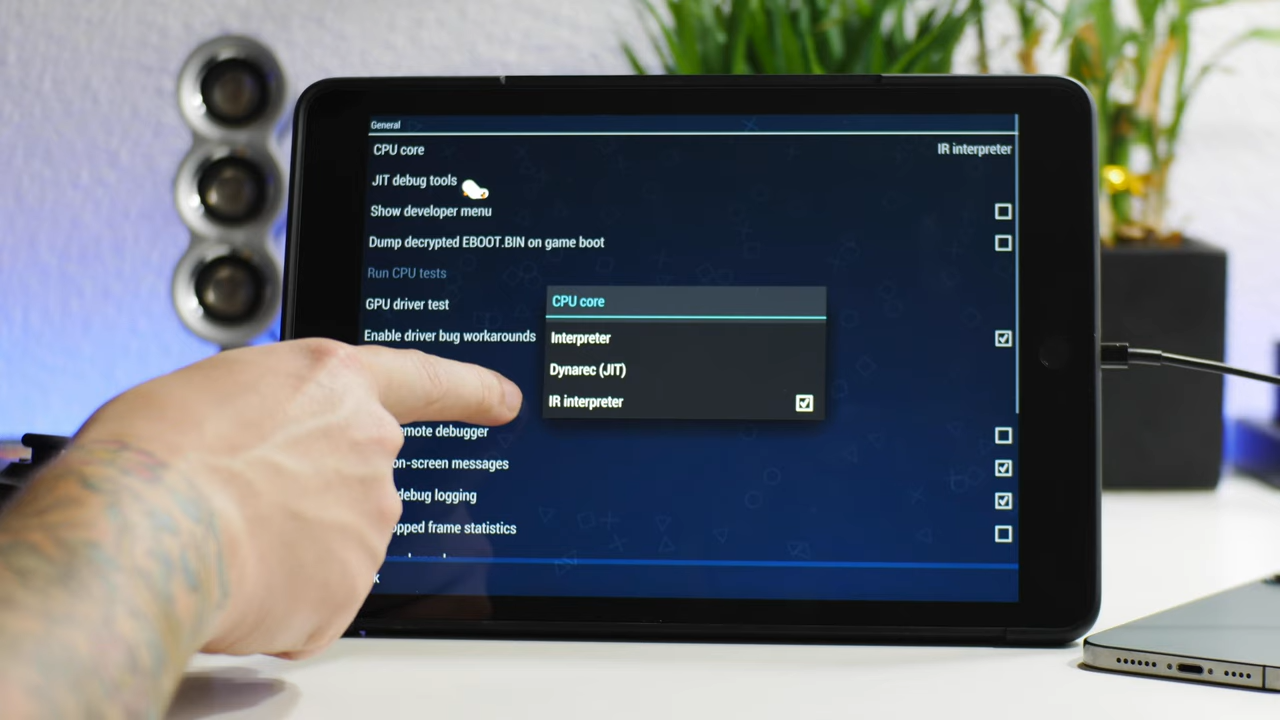 General
CPU core IR interpreter
JIT debug tools
Show developer menu
Dump decrypted EBOOT.BIN on game boot
Run CPU tests
GPU driver test
Enable driver bug workarounds
CPU core
Interpreter
Dynarec (JIT)
IR interpreter
emote debugger
on-screen messages
debug logging
opped frame statistics
K